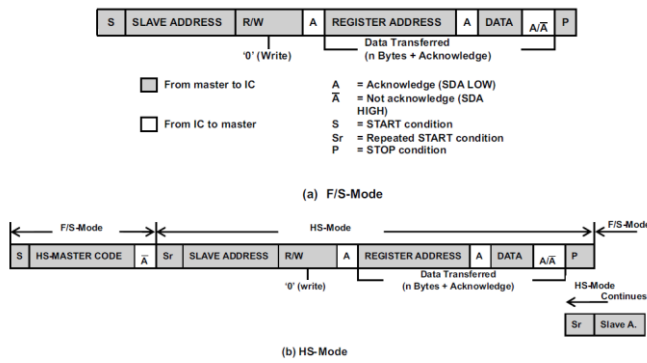 S SLAVE ADDRESS R/W A REGISTER ADDRESS A DATA A/A̅ P
'0' (Write)
Data Transferred
(n Bytes + Acknowledge)
From master to IC
From IC to master
A = Acknowledge (SDA LOW)
A̅ = Not acknowledge (SDA
HIGH)
S = START condition
Sr = Repeated START condition
P = STOP condition
(a) F/S-Mode
F/S-Mode HS-Mode F/S-Mode
S HS-MASTER CODE A̅ Sr SLAVE ADDRESS R/W A REGISTER ADDRESS A DATA A/A̅ P
'0' (write)
Data Transferred
(n Bytes + Acknowledge)
HS-Mode
Continues
Sr Slave A.
(b) HS-Mode